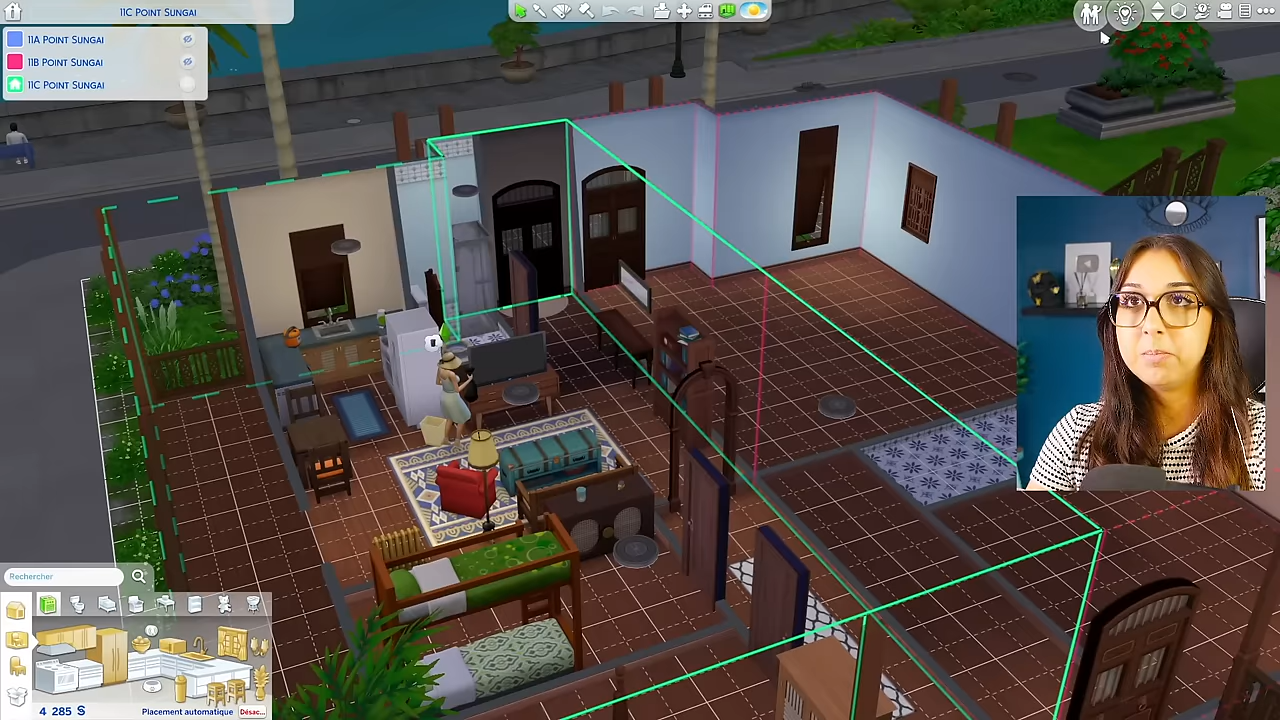 11C Point Sungai
11A Point Sungai
11B Point Sungai
11C Point Sungai
Rechercher
4 285 S
Placement automatique
Désac...